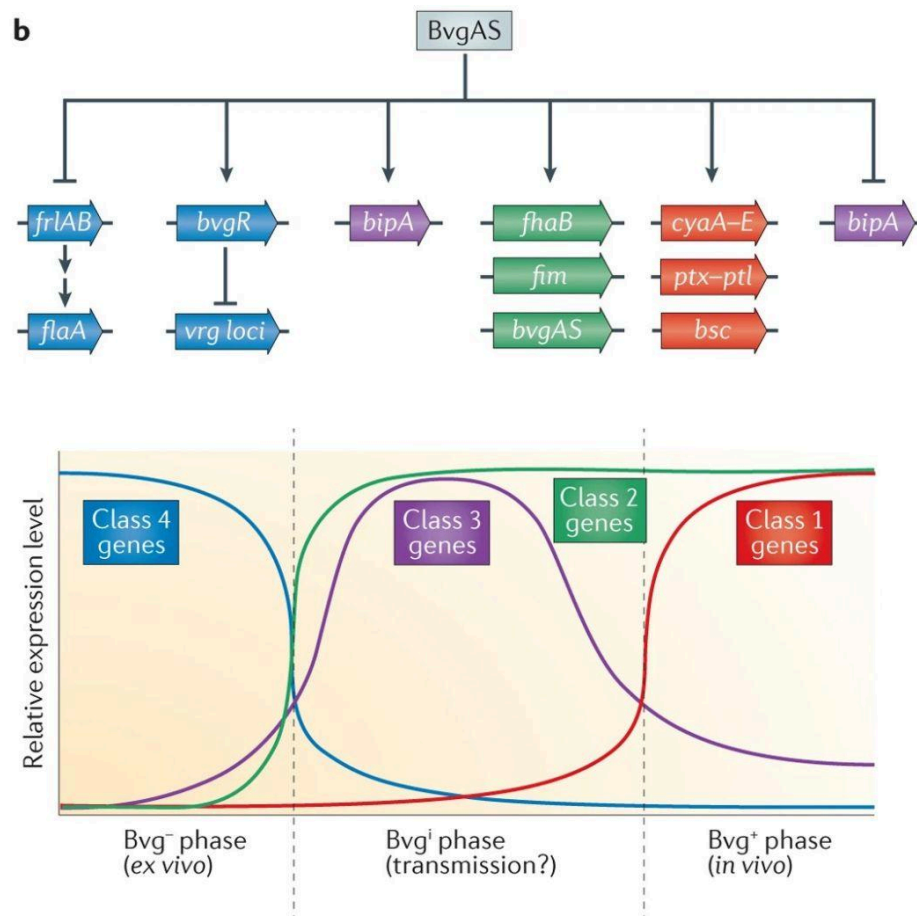 b
BvgAS
frlAB
bvgR
bipA
fhaB
cyaA–E
bipA
fim
ptx–ptl
flaA
vrg loci
bvgAS
bsc
Relative expression level
Class 4
genes
Class 3
genes
Class 2
genes
Class 1
genes
Bvg⁻ phase
(ex vivo)
Bvgⁱ phase
(transmission?)
Bvg⁺ phase
(in vivo)